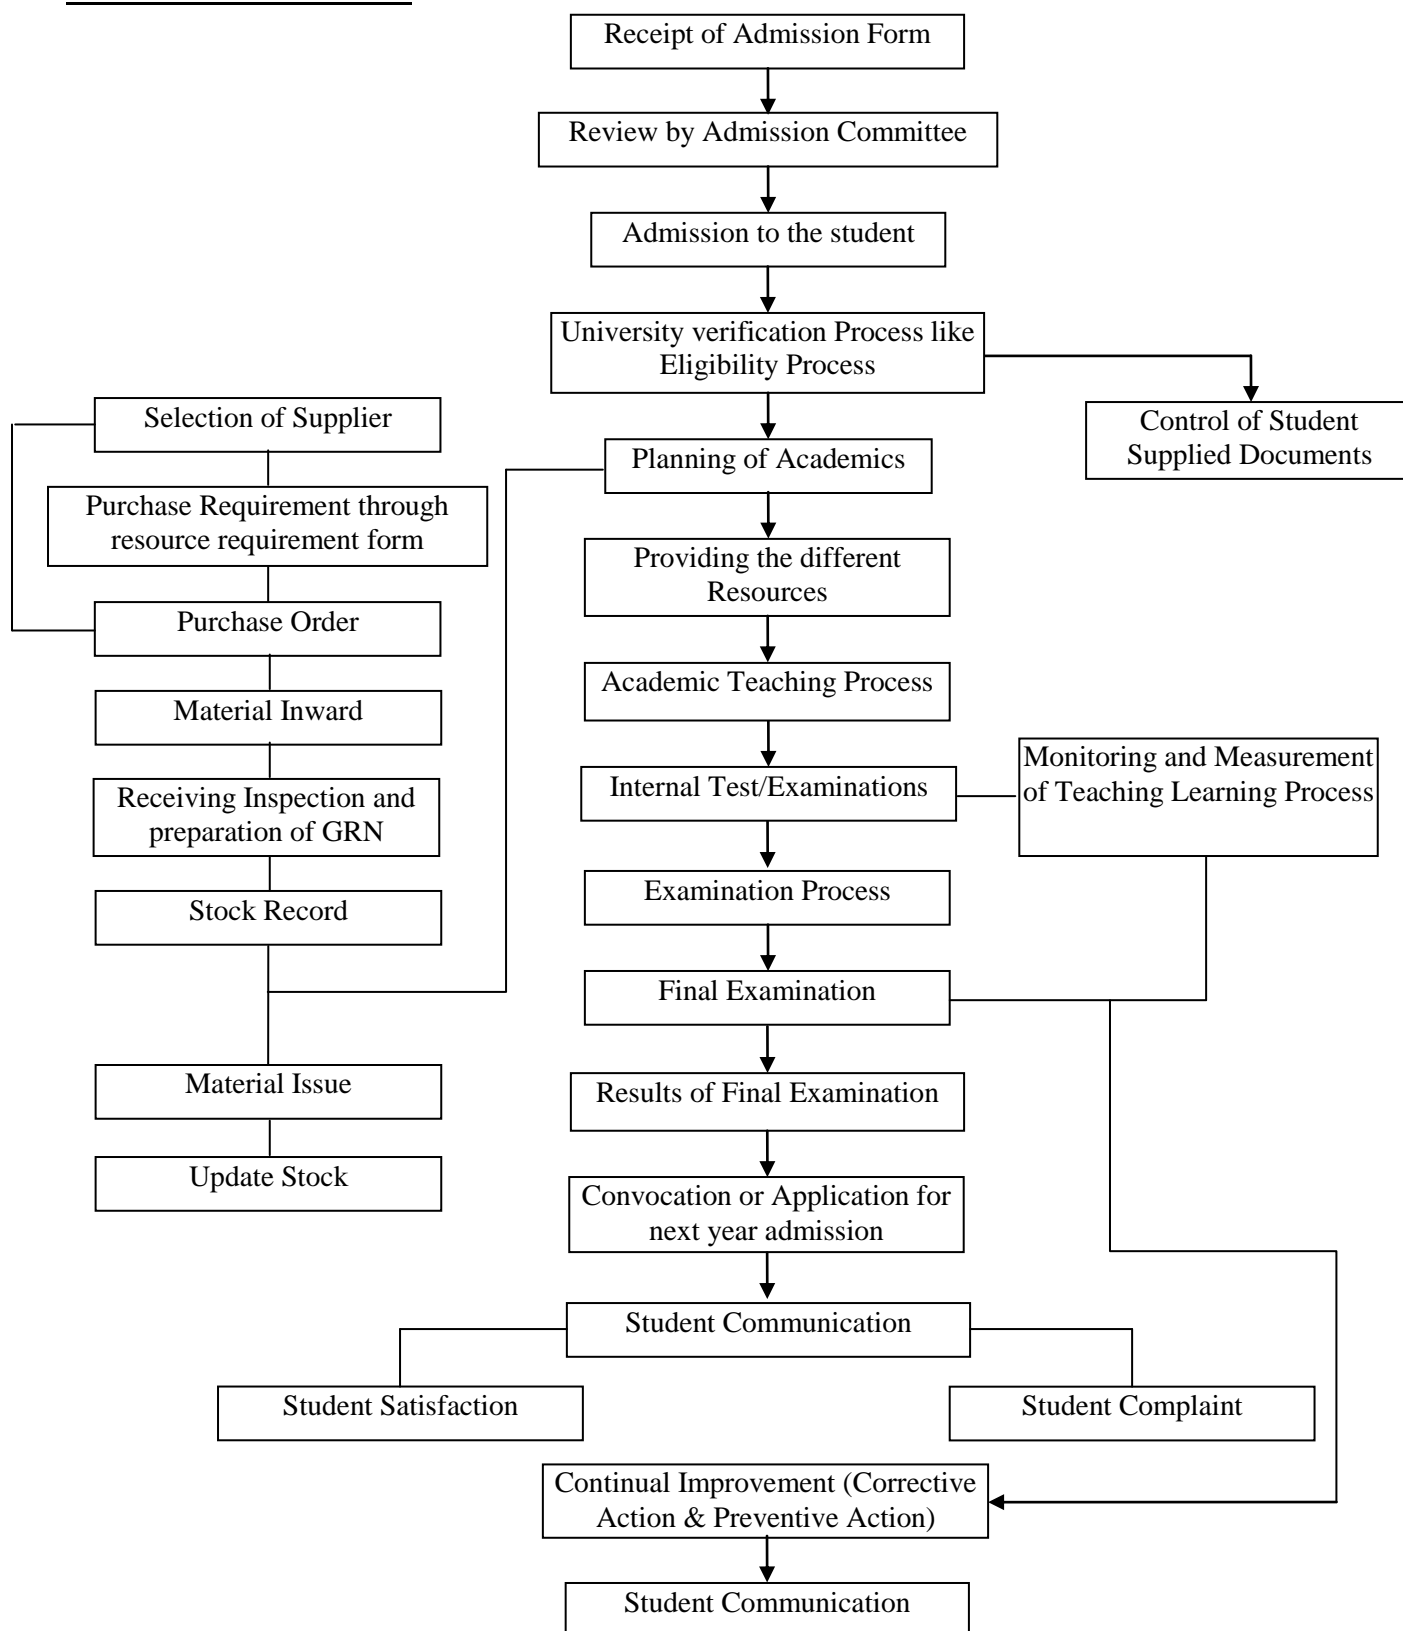 Receipt of Admission Form
Review by Admission Committee
Admission to the student
University verification Process like
Eligibility Process
Control of Student
Supplied Documents
Selection of Supplier
Planning of Academics
Purchase Requirement through
resource requirement form
Providing the different
Resources
Purchase Order
Academic Teaching Process
Material Inward
Internal Test/Examinations
Monitoring and Measurement
of Teaching Learning Process
Receiving Inspection and
preparation of GRN
Examination Process
Stock Record
Final Examination
Material Issue
Results of Final Examination
Update Stock
Convocation or Application for
next year admission
Student Communication
Student Satisfaction
Student Complaint
Continual Improvement (Corrective
Action & Preventive Action)
Student Communication